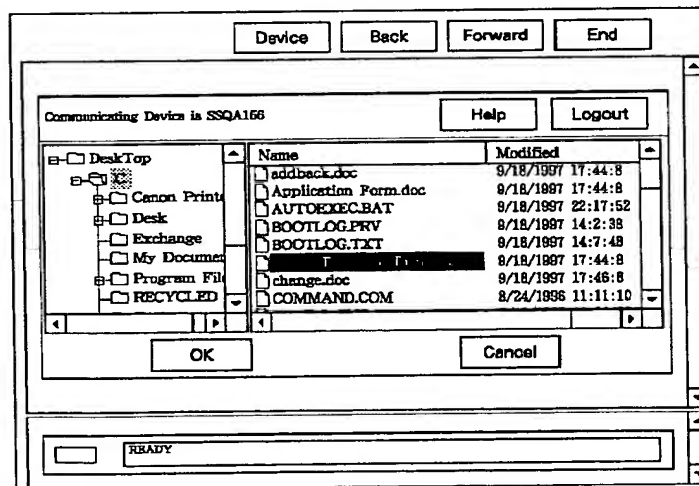 Device Back Forward End
Communicating Device is SSQA156 Help Logout
DeskTop
C
Canon Printe
Desk
Exchange
My Documen
Program File
RECYCLED
Name Modified
addback.doc 9/18/1997 17:44:8
Application Form.doc 9/18/1997 17:44:8
AUTOEXEC.BAT 9/18/1997 22:17:52
BOOTLOG.PRV 9/18/1997 14:2:38
BOOTLOG.TXT 9/18/1997 14:7:48
9/18/1997 17:44:8
change.doc 9/18/1997 17:46:8
COMMAND.COM 8/24/1996 11:11:10
OK Cancel
READY